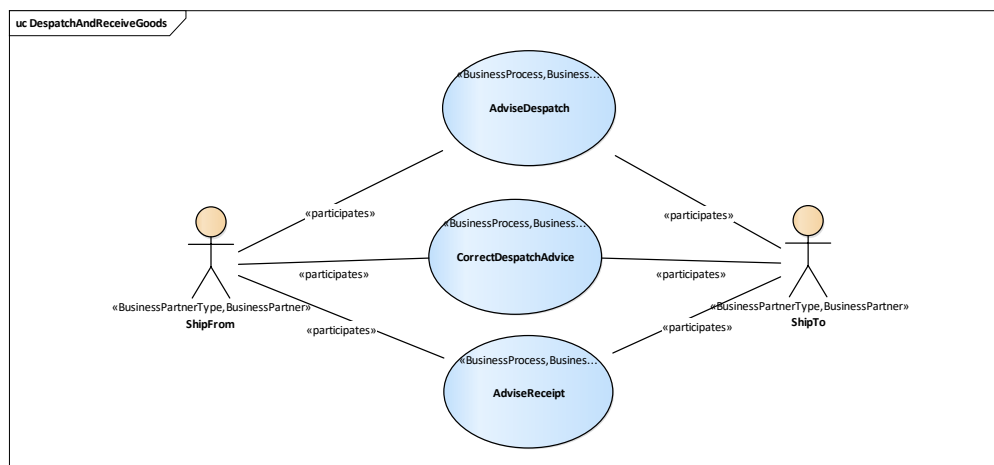 uc DespatchAndReceiveGoods
«BusinessProcess,Business...
AdviseDespatch
«participates»
«participates»
«BusinessProcess,Business...
CorrectDespatchAdvice
«participates»
«participates»
«BusinessPartnerType,BusinessPartner»
ShipFrom
«BusinessPartnerType,BusinessPartner»
ShipTo
«participates»
«participates»
«BusinessProcess,Busines...
AdviseReceipt